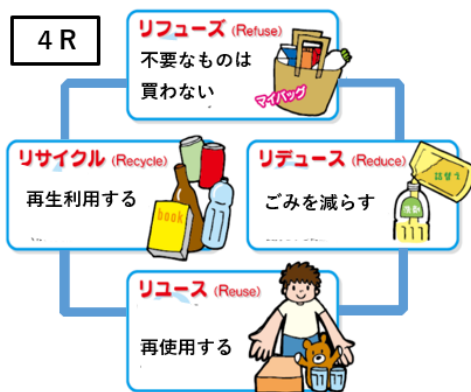 4R
リフューズ (Refuse)
不要なものは
買わない
マイバッグ
リサイクル (Recycle)
再生利用する
book
リデュース (Reduce)
ごみを減らす
詰替う
洗剤
リユース (Reuse)
再使用する